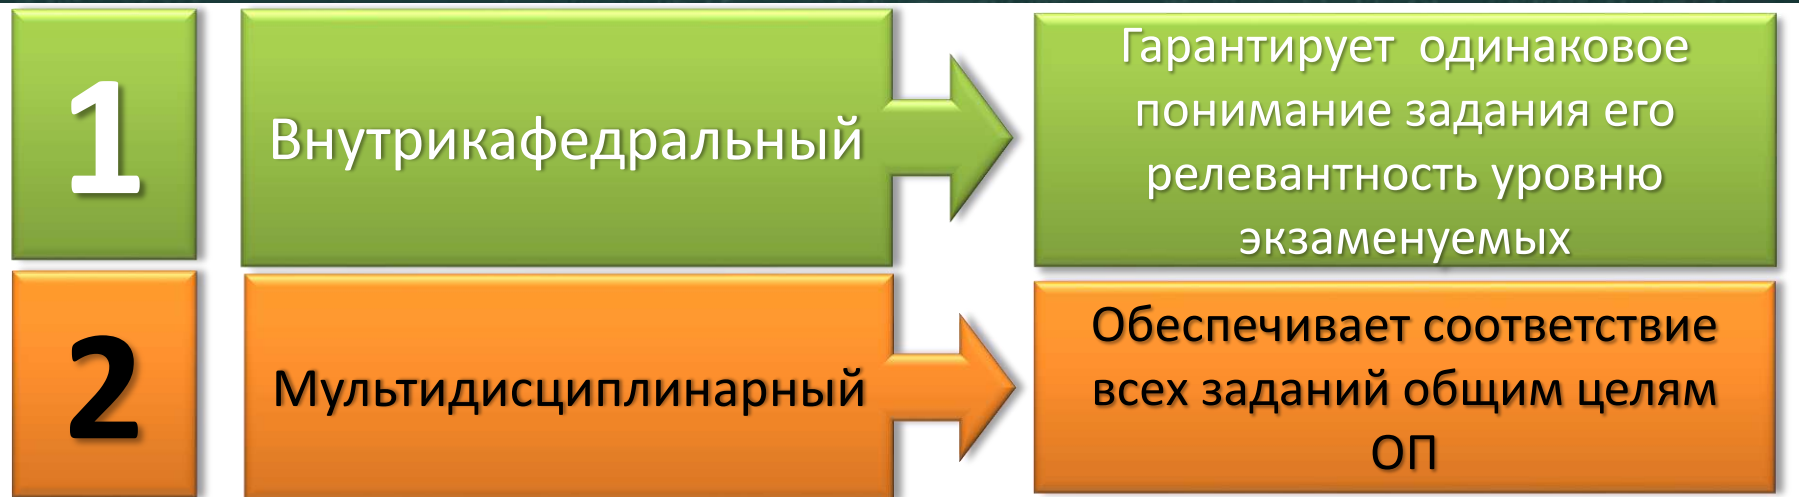 1
Внутрикафедральный
Гарантирует одинаковое
понимание задания его
релевантность уровню
экзаменуемых
2
Мультидисциплинарный
Обеспечивает соответствие
всех заданий общим целям
ОП